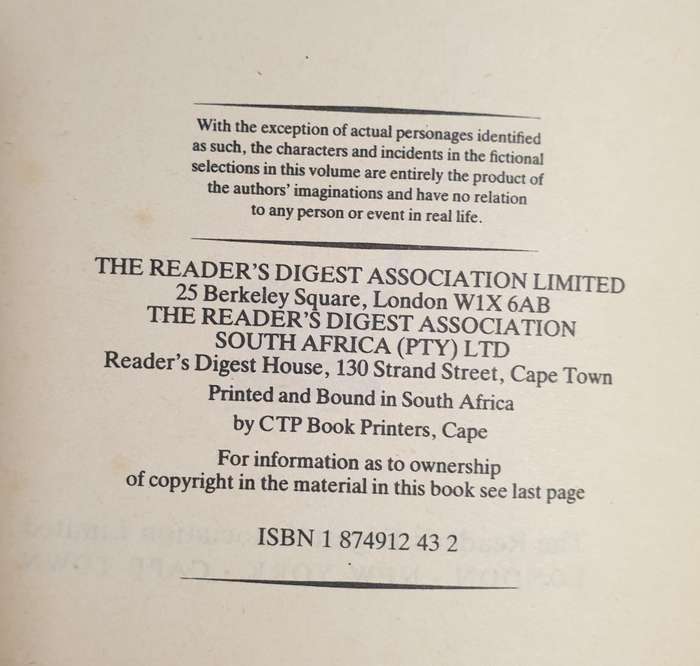 With the exception of actual personages identified
as such, the characters and incidents in the fictional
selections in this volume are entirely the product of
the authors' imaginations and have no relation
to any person or event in real life.
THE READER'S DIGEST ASSOCIATION LIMITED
25 Berkeley Square, London W1X 6AB
THE READER'S DIGEST ASSOCIATION
SOUTH AFRICA (PTY) LTD
Reader's Digest House, 130 Strand Street, Cape Town
Printed and Bound in South Africa
by CTP Book Printers, Cape
For information as to ownership
of copyright in the material in this book see last page
ISBN 1 874912 43 2